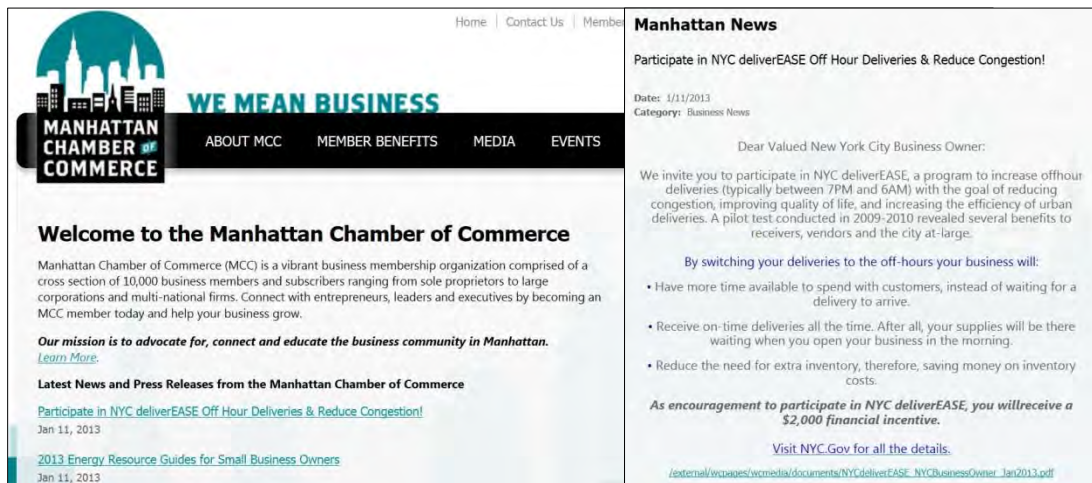 Home | Contact Us | Member
MANHATTAN
CHAMBER OF
COMMERCE
WE MEAN BUSINESS
ABOUT MCC MEMBER BENEFITS MEDIA EVENTS
Welcome to the Manhattan Chamber of Commerce
Manhattan Chamber of Commerce (MCC) is a vibrant business membership organization comprised of a
cross section of 10,000 business members and subscribers ranging from sole proprietors to large
corporations and multi-national firms. Connect with entrepreneurs, leaders and executives by becoming an
MCC member today and help your business grow.
Our mission is to advocate for, connect and educate the business community in Manhattan.
Learn More.
Latest News and Press Releases from the Manhattan Chamber of Commerce
Participate in NYC deliverEASE Off Hour Deliveries & Reduce Congestion!
Jan 11, 2013
2013 Energy Resource Guides for Small Business Owners
Jan 11, 2013
Manhattan News
Participate in NYC deliverEASE Off Hour Deliveries & Reduce Congestion!
Date: 1/11/2013
Category: Business News
Dear Valued New York City Business Owner:
We invite you to participate in NYC deliverEASE, a program to increase offhour
deliveries (typically between 7PM and 6AM) with the goal of reducing
congestion, improving quality of life, and increasing the efficiency of urban
deliveries. A pilot test conducted in 2009-2010 revealed several benefits to
receivers, vendors and the city at-large.
By switching your deliveries to the off-hours your business will:
• Have more time available to spend with customers, instead of waiting for a
delivery to arrive.
• Receive on-time deliveries all the time. After all, your supplies will be there
waiting when you open your business in the morning.
• Reduce the need for extra inventory, therefore, saving money on inventory
costs.
As encouragement to participate in NYC deliverEASE, you willreceive a
$2,000 financial incentive.
Visit NYC.Gov for all the details.
/external/wcpages/wcmedia/documents/NYCdeliverEASE_NYCBusinessOwner_Jan2013.pdf